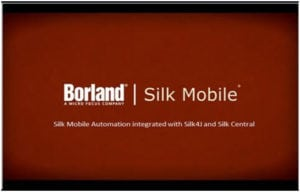 Borland | Silk Mobile®
A MICRO FOCUS COMPANY
Silk Mobile Automation integrated with Silk4J and Silk Central